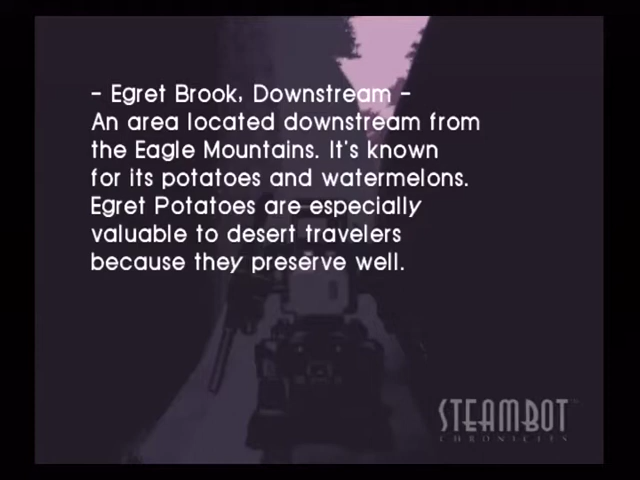 - Egret Brook, Downstream -
An area located downstream from
the Eagle Mountains. It's known
for its potatoes and watermelons.
Egret Potatoes are especially
valuable to desert travelers
because they preserve well.
STEAMBOT™
CHRONICLES